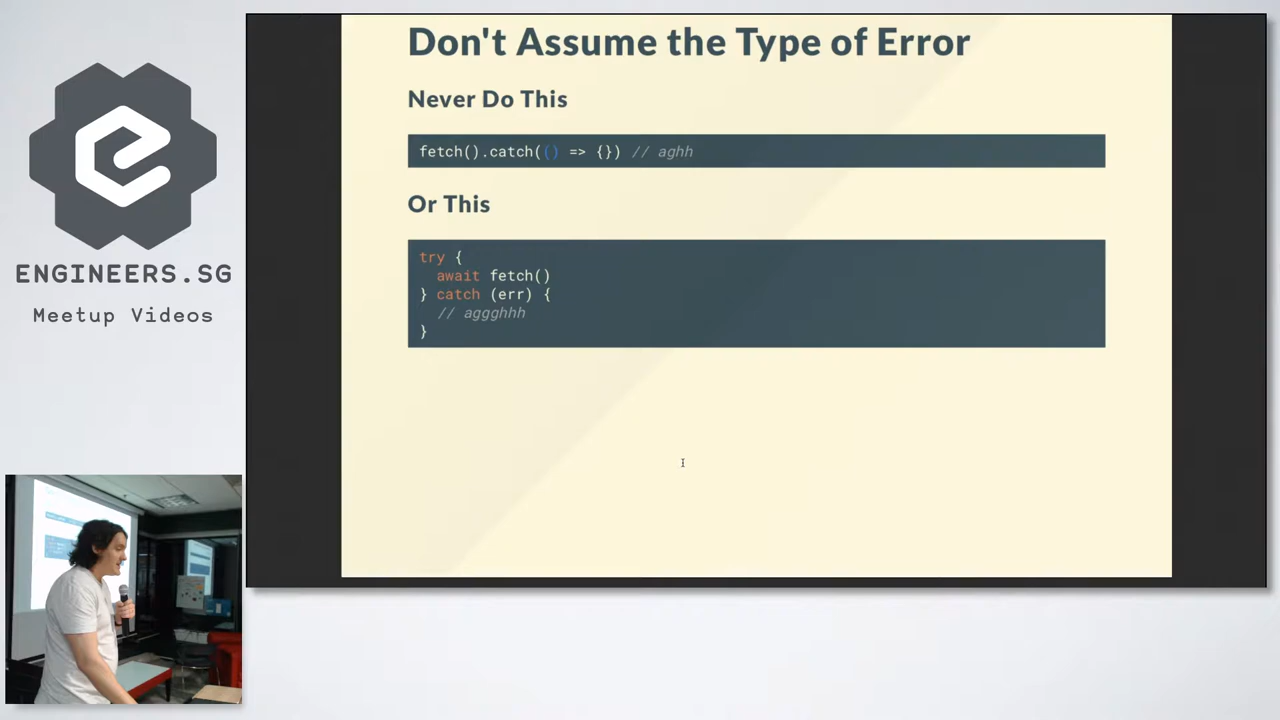 ENGINEERS.SG
Meetup Videos
Don't Assume the Type of Error
Never Do This
fetch().catch(() => {}) // aghh
Or This
try {
  await fetch()
} catch (err) {
  // aggghhh
}